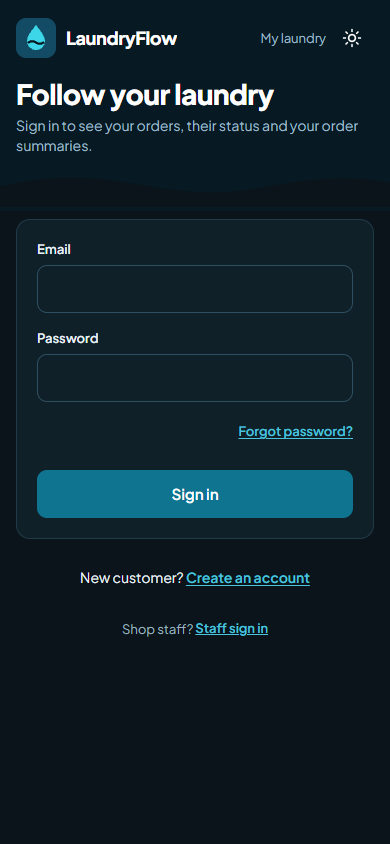 LaundryFlow
My laundry
Follow your laundry
Sign in to see your orders, their status and your order
summaries.
Email
Password
Forgot password?
Sign in
New customer? Create an account
Shop staff? Staff sign in